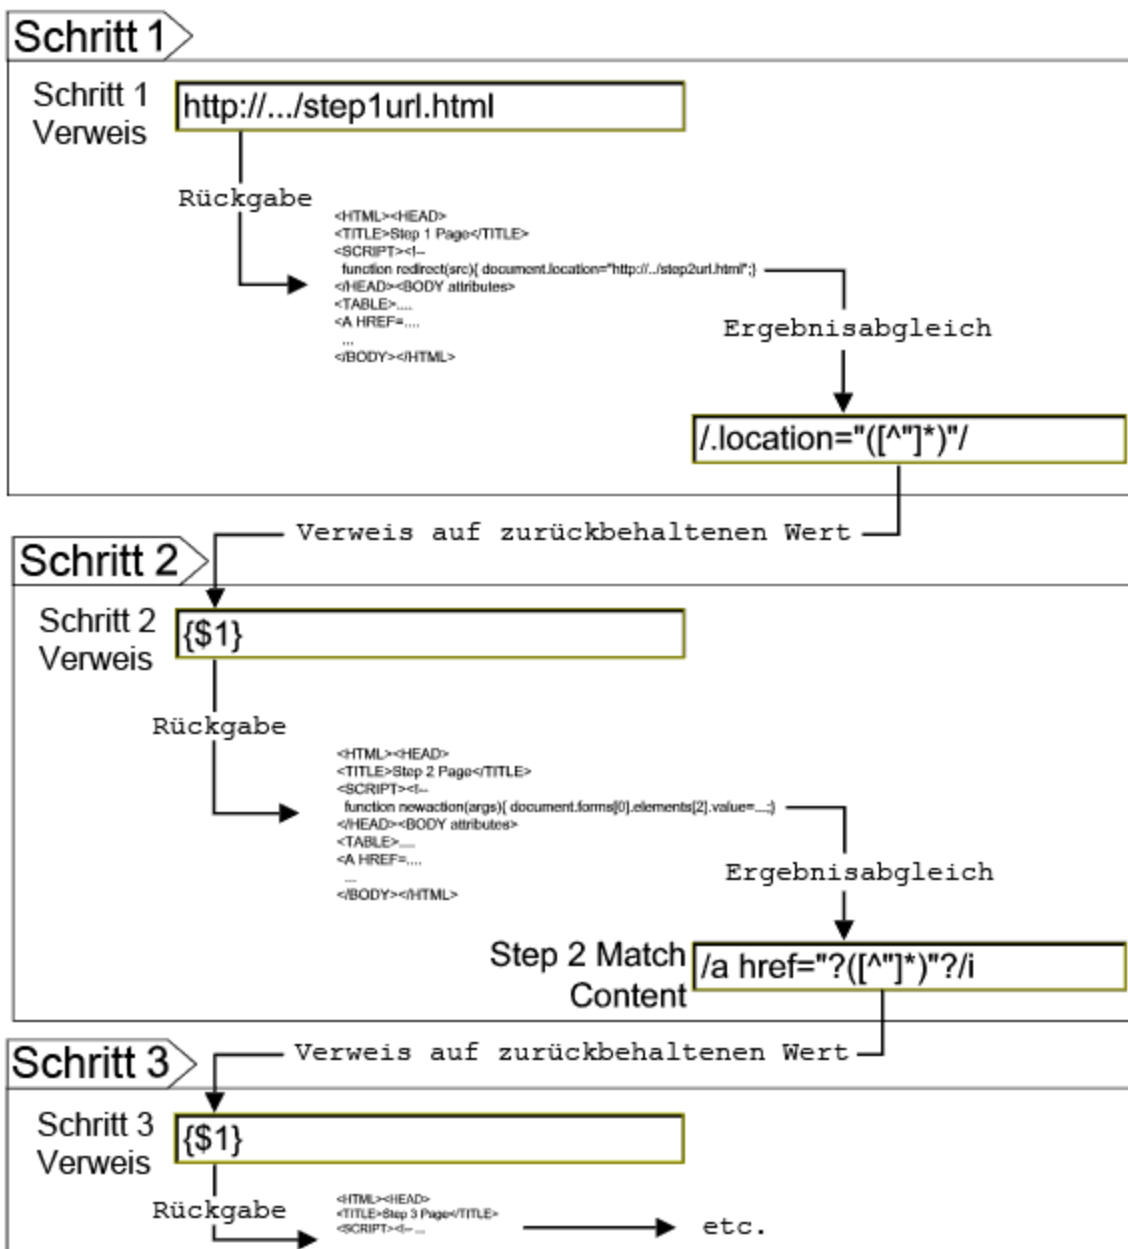 Schritt 1
Schritt 1
Verweis
http://.../step1url.html
Rückgabe
<HTML><HEAD>
<TITLE>Step 1 Page</TITLE>
<SCRIPT><!--
function redirect(src){ document.location="http://../step2url.html";}
</HEAD><BODY attributes>
<TABLE>....
<A HREF=....
...
</BODY></HTML>
Ergebnisabgleich
/.location="([^"]*)"/
Verweis auf zurückbehaltenen Wert
Schritt 2
Schritt 2
Verweis
{$1}
Rückgabe
<HTML><HEAD>
<TITLE>Step 2 Page</TITLE>
<SCRIPT><!--
function newaction(args){ document.forms[0].elements[2].value=...;}
</HEAD><BODY attributes>
<TABLE>....
<A HREF=....
...
</BODY></HTML>
Ergebnisabgleich
Step 2 Match
Content
/a href="?([^"]*)"?/i
Verweis auf zurückbehaltenen Wert
Schritt 3
Schritt 3
Verweis
{$1}
Rückgabe
<HTML><HEAD>
<TITLE>Step 3 Page</TITLE>
<SCRIPT><!-- ...
etc.